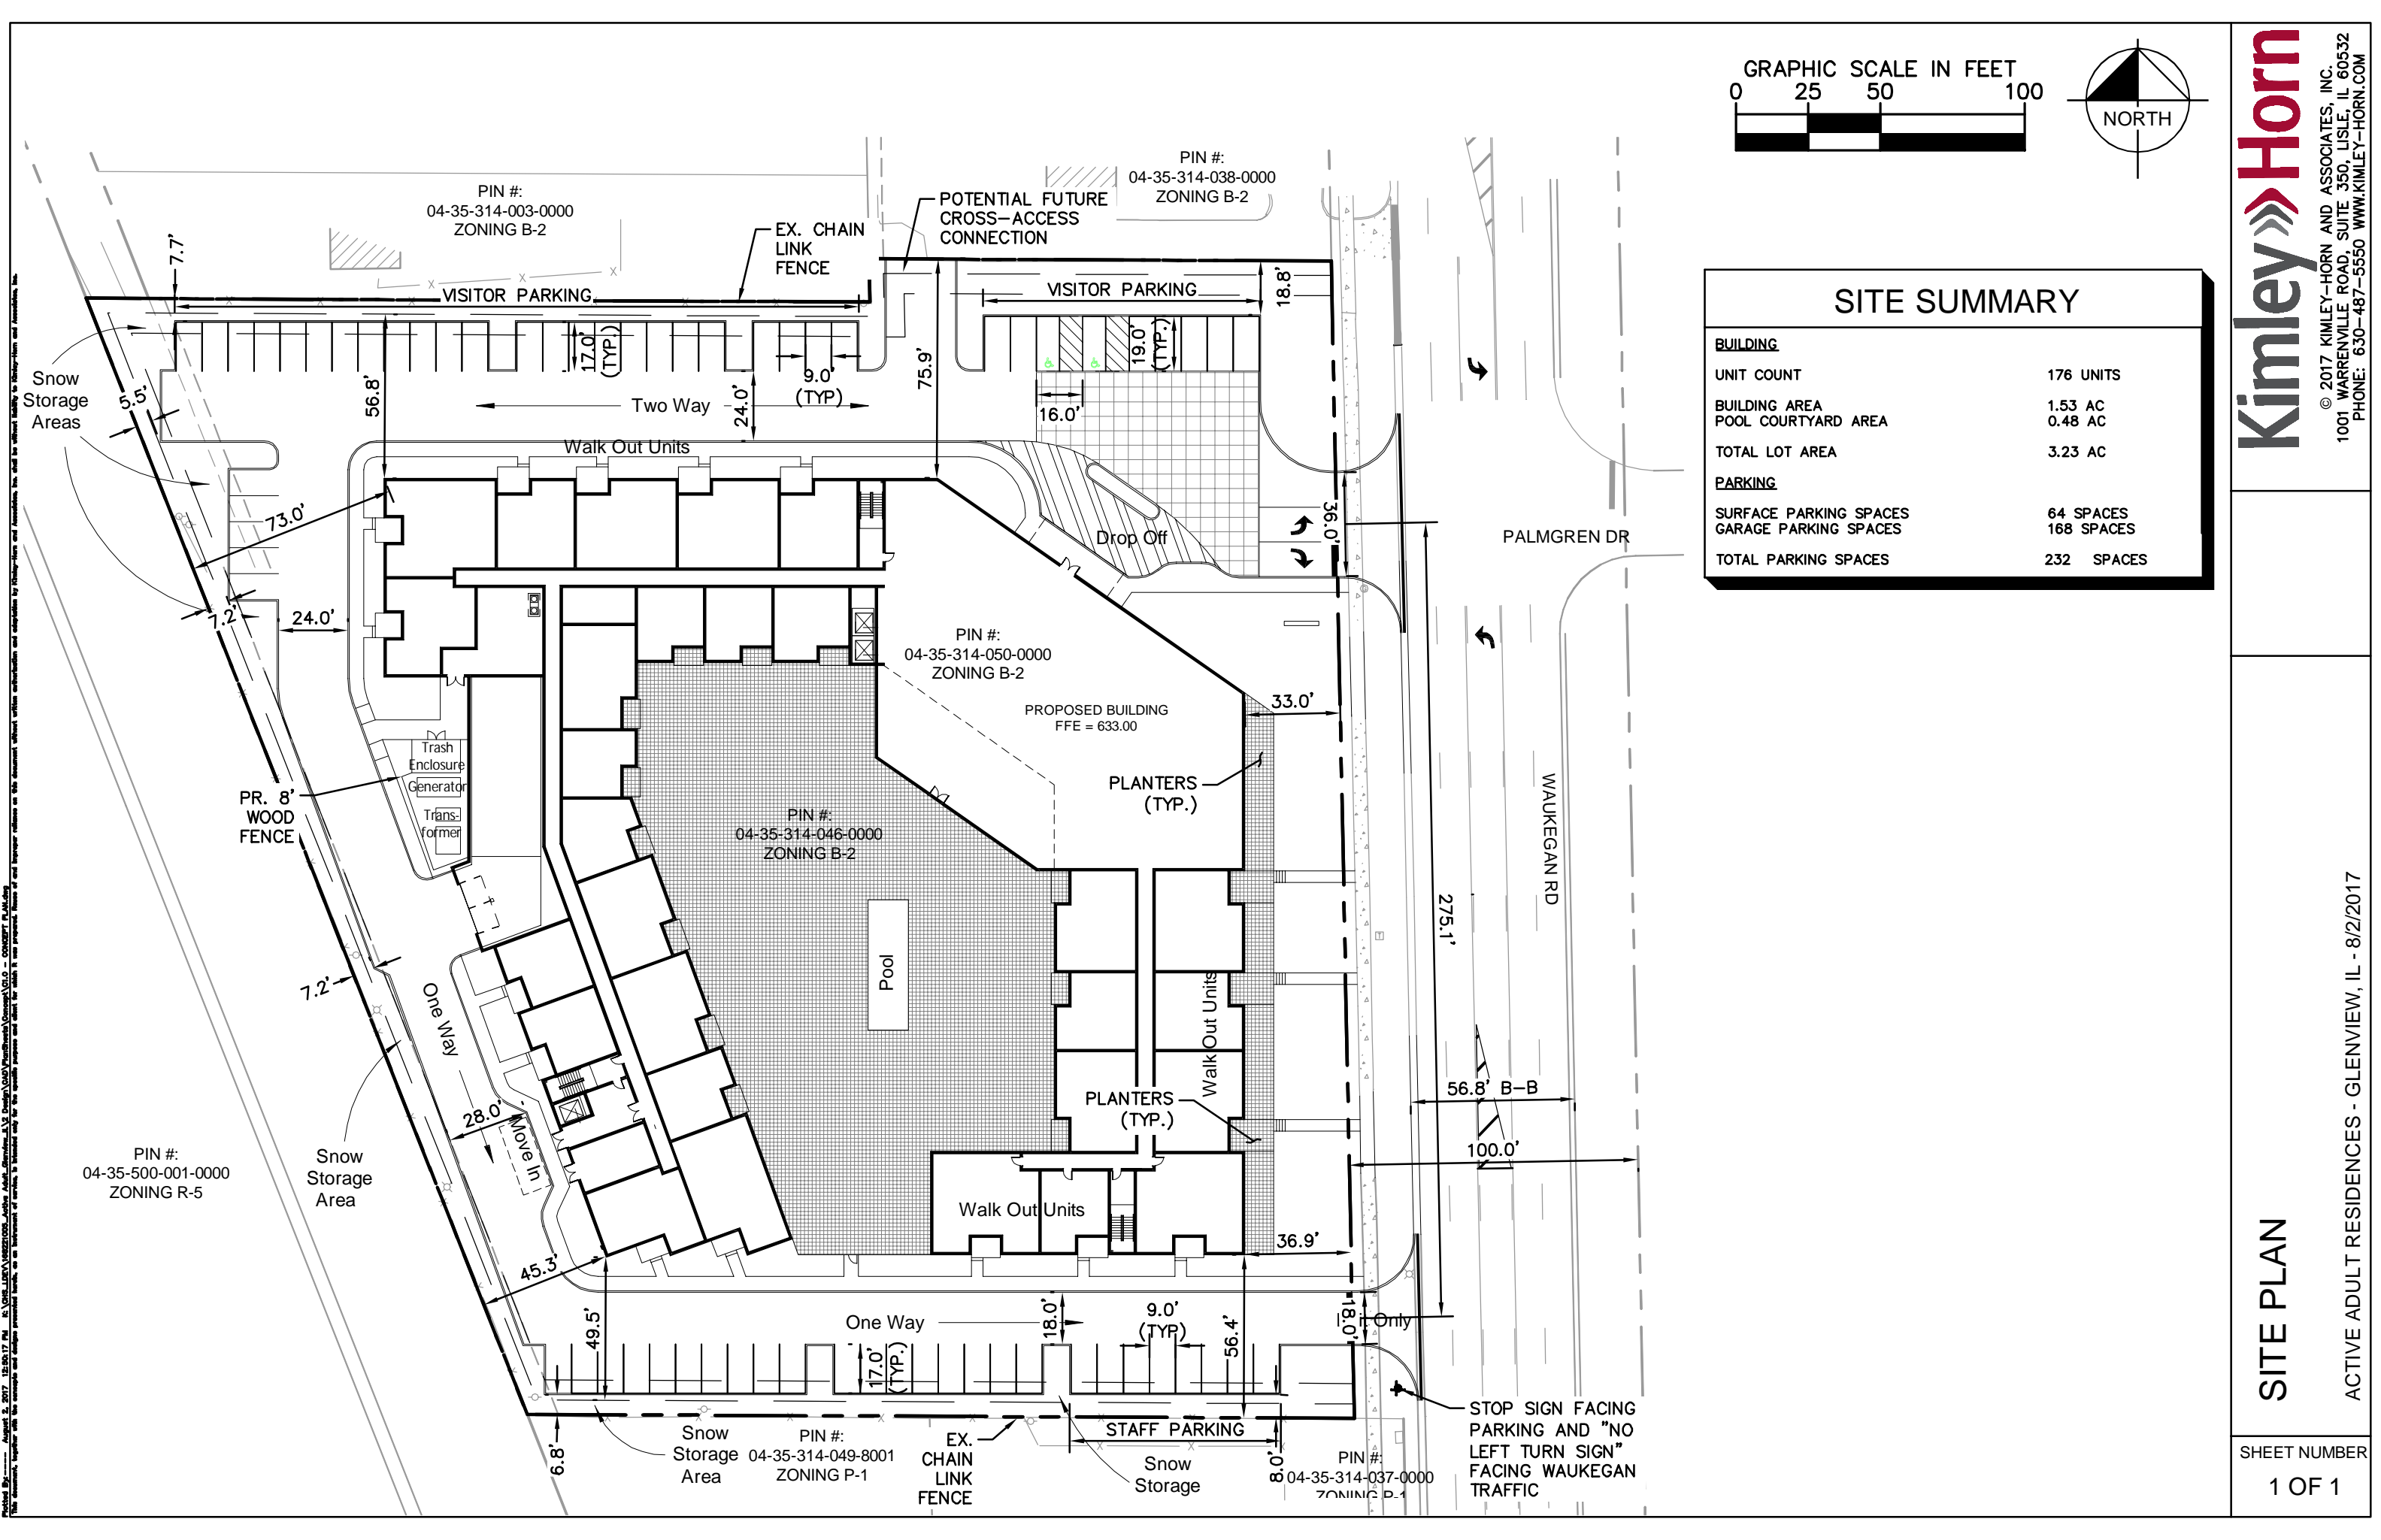 GRAPHIC SCALE IN FEET
0 25 50 100
NORTH
Kimley»Horn
© 2017 KIMLEY-HORN AND ASSOCIATES, INC.
1001 WARRENVILLE ROAD, SUITE 350, LISLE, IL 60532
PHONE: 630-487-5550 WWW.KIMLEY-HORN.COM
SITE SUMMARY
BUILDING
UNIT COUNT 176 UNITS
BUILDING AREA 1.53 AC
POOL COURTYARD AREA 0.48 AC
TOTAL LOT AREA 3.23 AC
PARKING
SURFACE PARKING SPACES 64 SPACES
GARAGE PARKING SPACES 168 SPACES
TOTAL PARKING SPACES 232 SPACES
PIN #:
04-35-314-003-0000
ZONING B-2
PIN #:
04-35-314-038-0000
ZONING B-2
POTENTIAL FUTURE
CROSS-ACCESS
CONNECTION
EX. CHAIN
LINK
FENCE
7.7'
VISITOR PARKING
VISITOR PARKING
18.8'
Snow
Storage
Areas
5.5'
56.8'
17.0'
(TYP.)
Two Way
24.0'
9.0'
(TYP)
75.9'
19.0'
(TYP.)
16.0'
Walk Out Units
73.0'
Drop Off
36.0'
PALMGREN DR
7.2'
24.0'
PIN #:
04-35-314-050-0000
ZONING B-2
PROPOSED BUILDING
FFE = 633.00
33.0'
PLANTERS
(TYP.)
Trash
Enclosure
Generator
Trans-
former
PR. 8'
WOOD
FENCE
PIN #:
04-35-314-046-0000
ZONING B-2
WAUKEGAN RD
275.1'
Pool
7.2'
One Way
Walk Out Units
28.0'
Move In
PLANTERS
(TYP.)
56.8' B-B
100.0'
PIN #:
04-35-500-001-0000
ZONING R-5
Snow
Storage
Area
Walk Out Units
36.9'
45.3'
49.5'
One Way
18.0'
9.0'
(TYP)
56.4'
18.0'
Only
17.0'
(TYP.)
6.8'
Snow
Storage
Area
PIN #:
04-35-314-049-8001
ZONING P-1
EX.
CHAIN
LINK
FENCE
STAFF PARKING
Snow
Storage
8.0'
PIN #:
04-35-314-037-0000
ZONING P-1
STOP SIGN FACING
PARKING AND "NO
LEFT TURN SIGN"
FACING WAUKEGAN
TRAFFIC
SITE PLAN
ACTIVE ADULT RESIDENCES - GLENVIEW, IL - 8/2/2017
SHEET NUMBER
1 OF 1